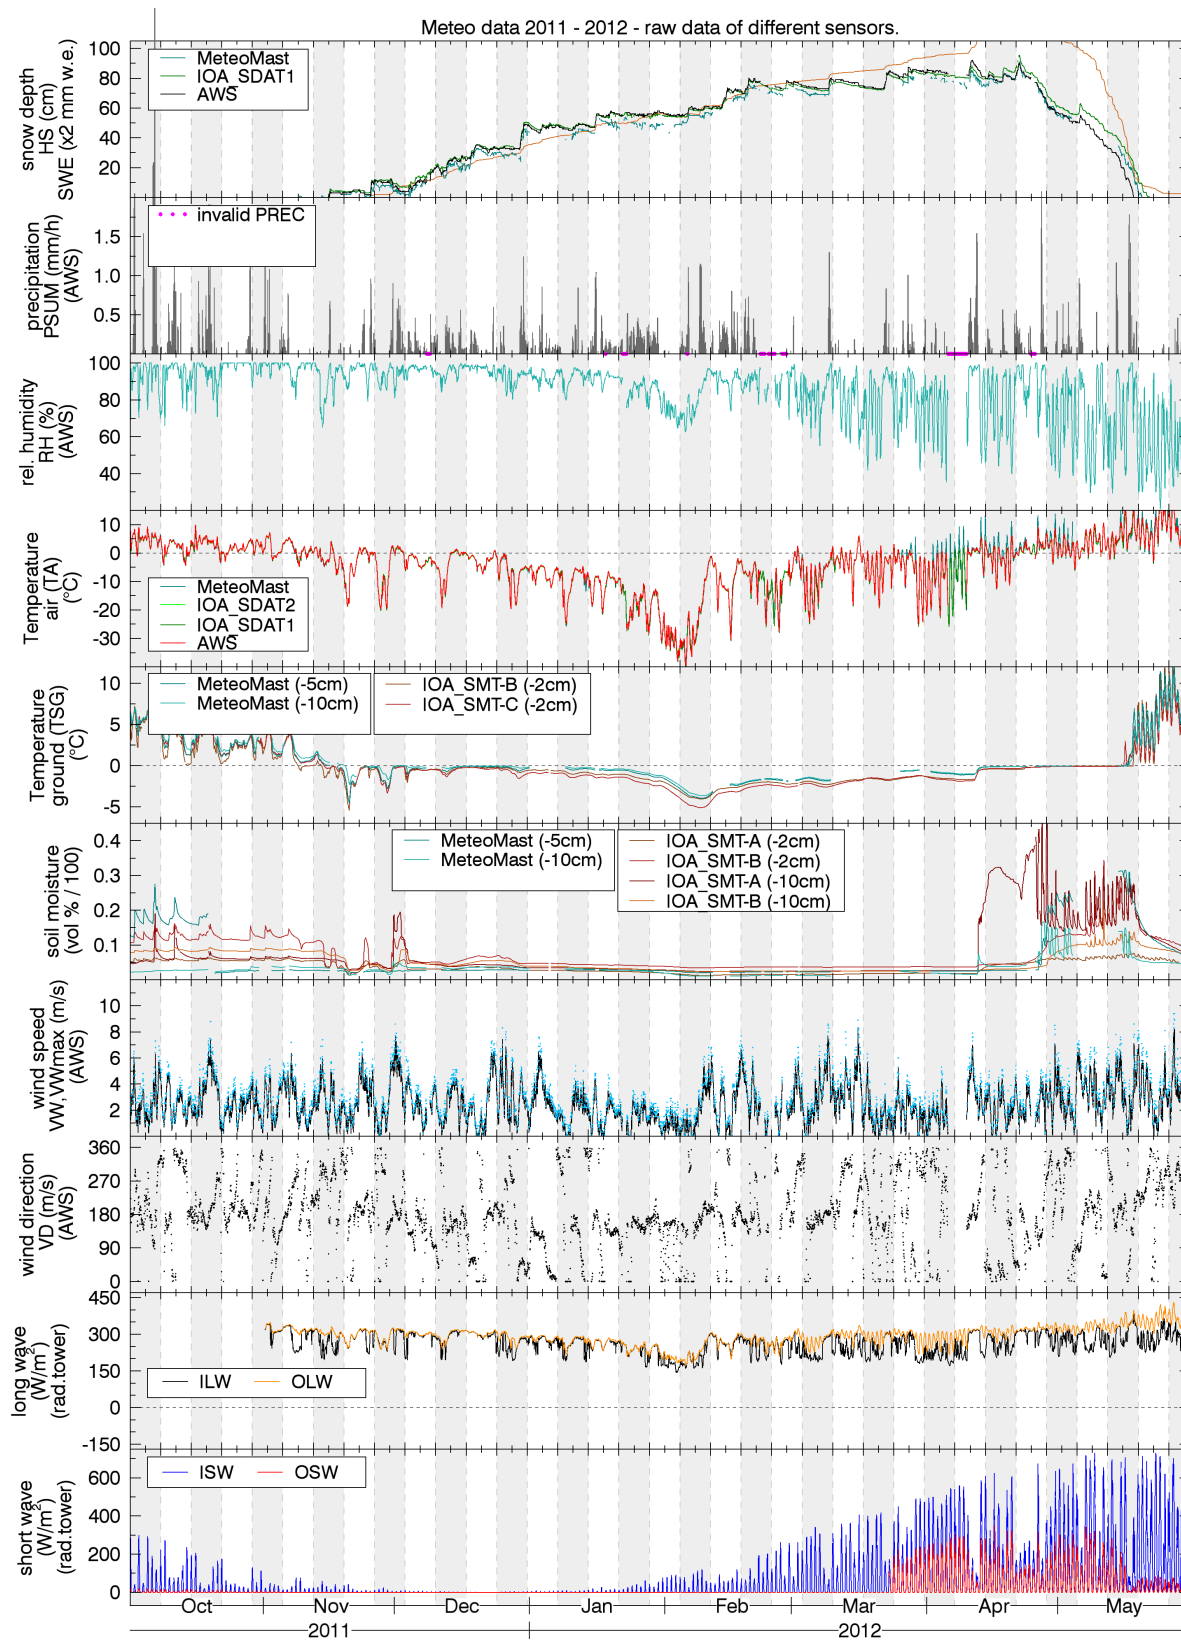 Meteo data 2011 - 2012 - raw data of different sensors.
snow depth
HS (cm)
SWE (x2 mm w.e.)
100
80
60
40
20
MeteoMast
IOA_SDAT1
AWS
precipitation
PSUM (mm/h)
(AWS)
1.5
1.0
0.5
invalid PREC
rel. humidity
RH (%)
(AWS)
100
80
60
40
Temperature
air (TA)
(°C)
10
0
-10
-20
-30
MeteoMast
IOA_SDAT2
IOA_SDAT1
AWS
Temperature
ground (TSG)
(°C)
10
5
0
-5
MeteoMast (-5cm)
MeteoMast (-10cm)
IOA_SMT-B (-2cm)
IOA_SMT-C (-2cm)
soil moisture
(vol % / 100)
0.4
0.3
0.2
0.1
MeteoMast (-5cm)
MeteoMast (-10cm)
IOA_SMT-A (-2cm)
IOA_SMT-B (-2cm)
IOA_SMT-A (-10cm)
IOA_SMT-B (-10cm)
wind speed
VW, VWmax (m/s)
(AWS)
10
8
6
4
2
wind direction
VD (m/s)
(AWS)
360
270
180
90
0
long wave
(W/m²)
(rad.tower)
450
300
150
0
-150
ILW OLW
short wave
(W/m²)
(rad.tower)
600
400
200
0
ISW OSW
Oct Nov Dec Jan Feb Mar Apr May
2011 2012